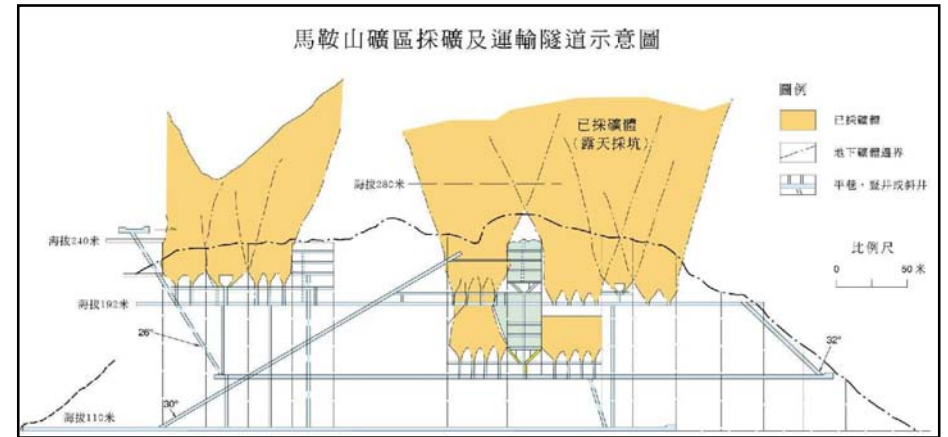 馬鞍山礦區採礦及運輸隧道示意圖
圖例
已採礦體
地下礦體邊界
平巷，豎井或斜井
比例尺
0 50 米
已採礦體
（露天採坑）
海拔280米
海拔240米
海拔192米
26°
32°
30°
海拔110米